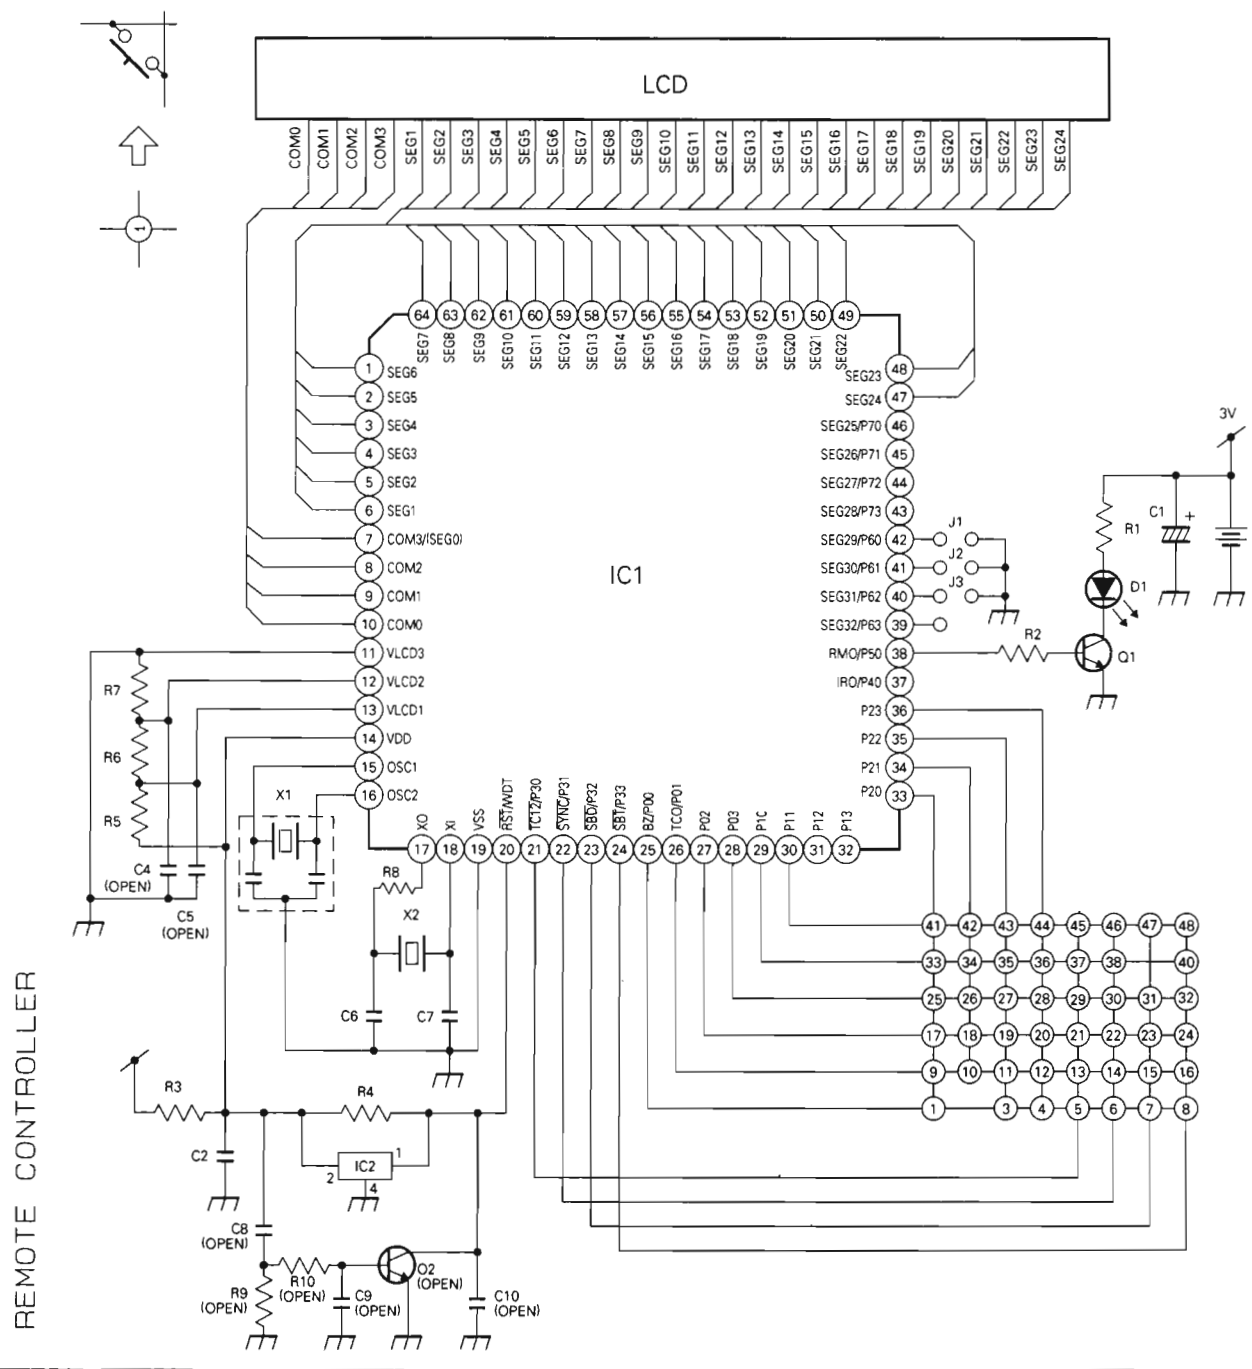 LCD
COM0 COM1 COM2 COM3 SEG1 SEG2 SEG3 SEG4 SEG5 SEG6 SEG7 SEG8 SEG9 SEG10 SEG11 SEG12 SEG13 SEG14 SEG15 SEG16 SEG17 SEG18 SEG19 SEG20 SEG21 SEG22 SEG23 SEG24
1
64 63 62 61 60 59 58 57 56 55 54 53 52 51 50 49
SEG7 SEG8 SEG9 SEG10 SEG11 SEG12 SEG13 SEG14 SEG15 SEG16 SEG17 SEG18 SEG19 SEG20 SEG21 SEG22
1 SEG6
2 SEG5
3 SEG4
4 SEG3
5 SEG2
6 SEG1
7 COM3/(SEG0)
8 COM2
9 COM1
10 COM0
11 VLCD3
12 VLCD2
13 VLCD1
14 VDD
15 OSC1
16 OSC2
IC1
SEG23 48
SEG24 47
SEG25/P70 46
SEG26/P71 45
SEG27/P72 44
SEG28/P73 43
SEG29/P60 42 J1
SEG30/P61 41 J2
SEG31/P62 40 J3
SEG32/P63 39
RMO/P50 38
IRO/P40 37
P23 36
P22 35
P21 34
P20 33
3V
C1 +
R1
D1
R2
Q1
R7
R6
R5
X1
C4
(OPEN)
C5
(OPEN)
XO XI VSS RST/WDT TC12/P30 SYNC/P31 SBD/P32 SBT/P33 BZ/P00 TCO/P01 P02 P03 P1C P11 P12 P13
17 18 19 20 21 22 23 24 25 26 27 28 29 30 31 32
R8
X2
C6 C7
41 42 43 44 45 46 47 48
33 34 35 36 37 38 40
25 26 27 28 29 30 31 32
17 18 19 20 21 22 23 24
9 10 11 12 13 14 15 16
1 3 4 5 6 7 8
R3
R4
C2
2 IC2 1
4
C8
(OPEN)
R9
(OPEN)
R10
(OPEN)
C9
(OPEN)
Q2
(OPEN)
C10
(OPEN)
REMOTE CONTROLLER